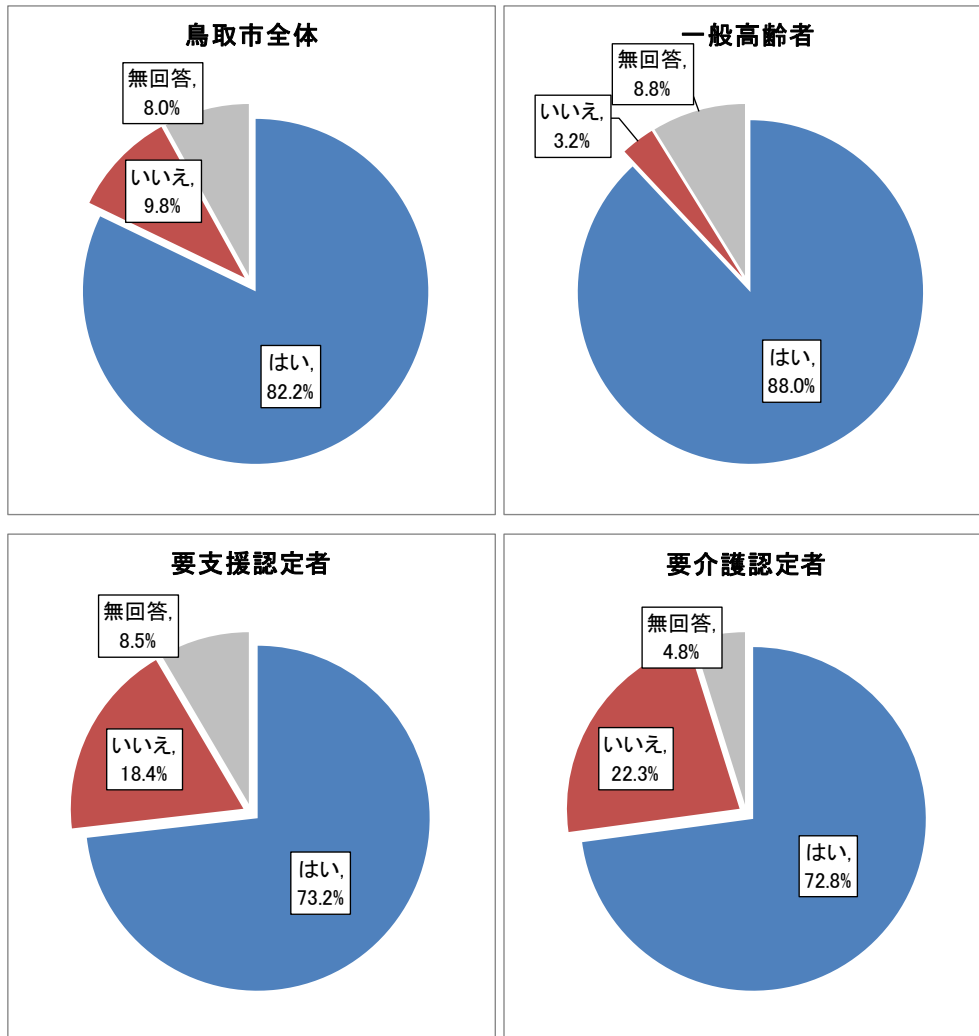 鳥取市全体
無回答,
8.0%
いいえ,
9.8%
はい,
82.2%
一般高齢者
無回答,
8.8%
いいえ,
3.2%
はい,
88.0%
要支援認定者
無回答,
8.5%
いいえ,
18.4%
はい,
73.2%
要介護認定者
無回答,
4.8%
いいえ,
22.3%
はい,
72.8%